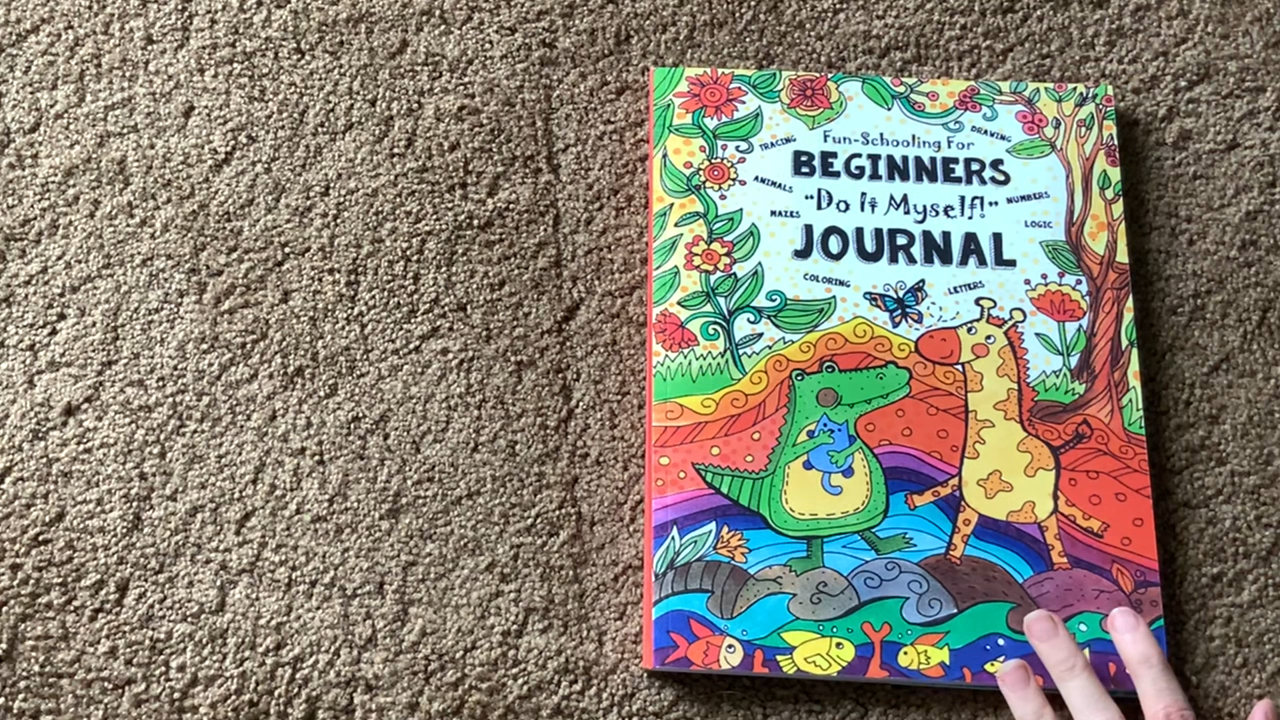 DRAWING
TRACING
Fun-Schooling For
BEGINNERS
ANIMALS
"Do It Myself!"
NUMBERS
MAZES
LOGIC
JOURNAL
COLORING
LETTERS